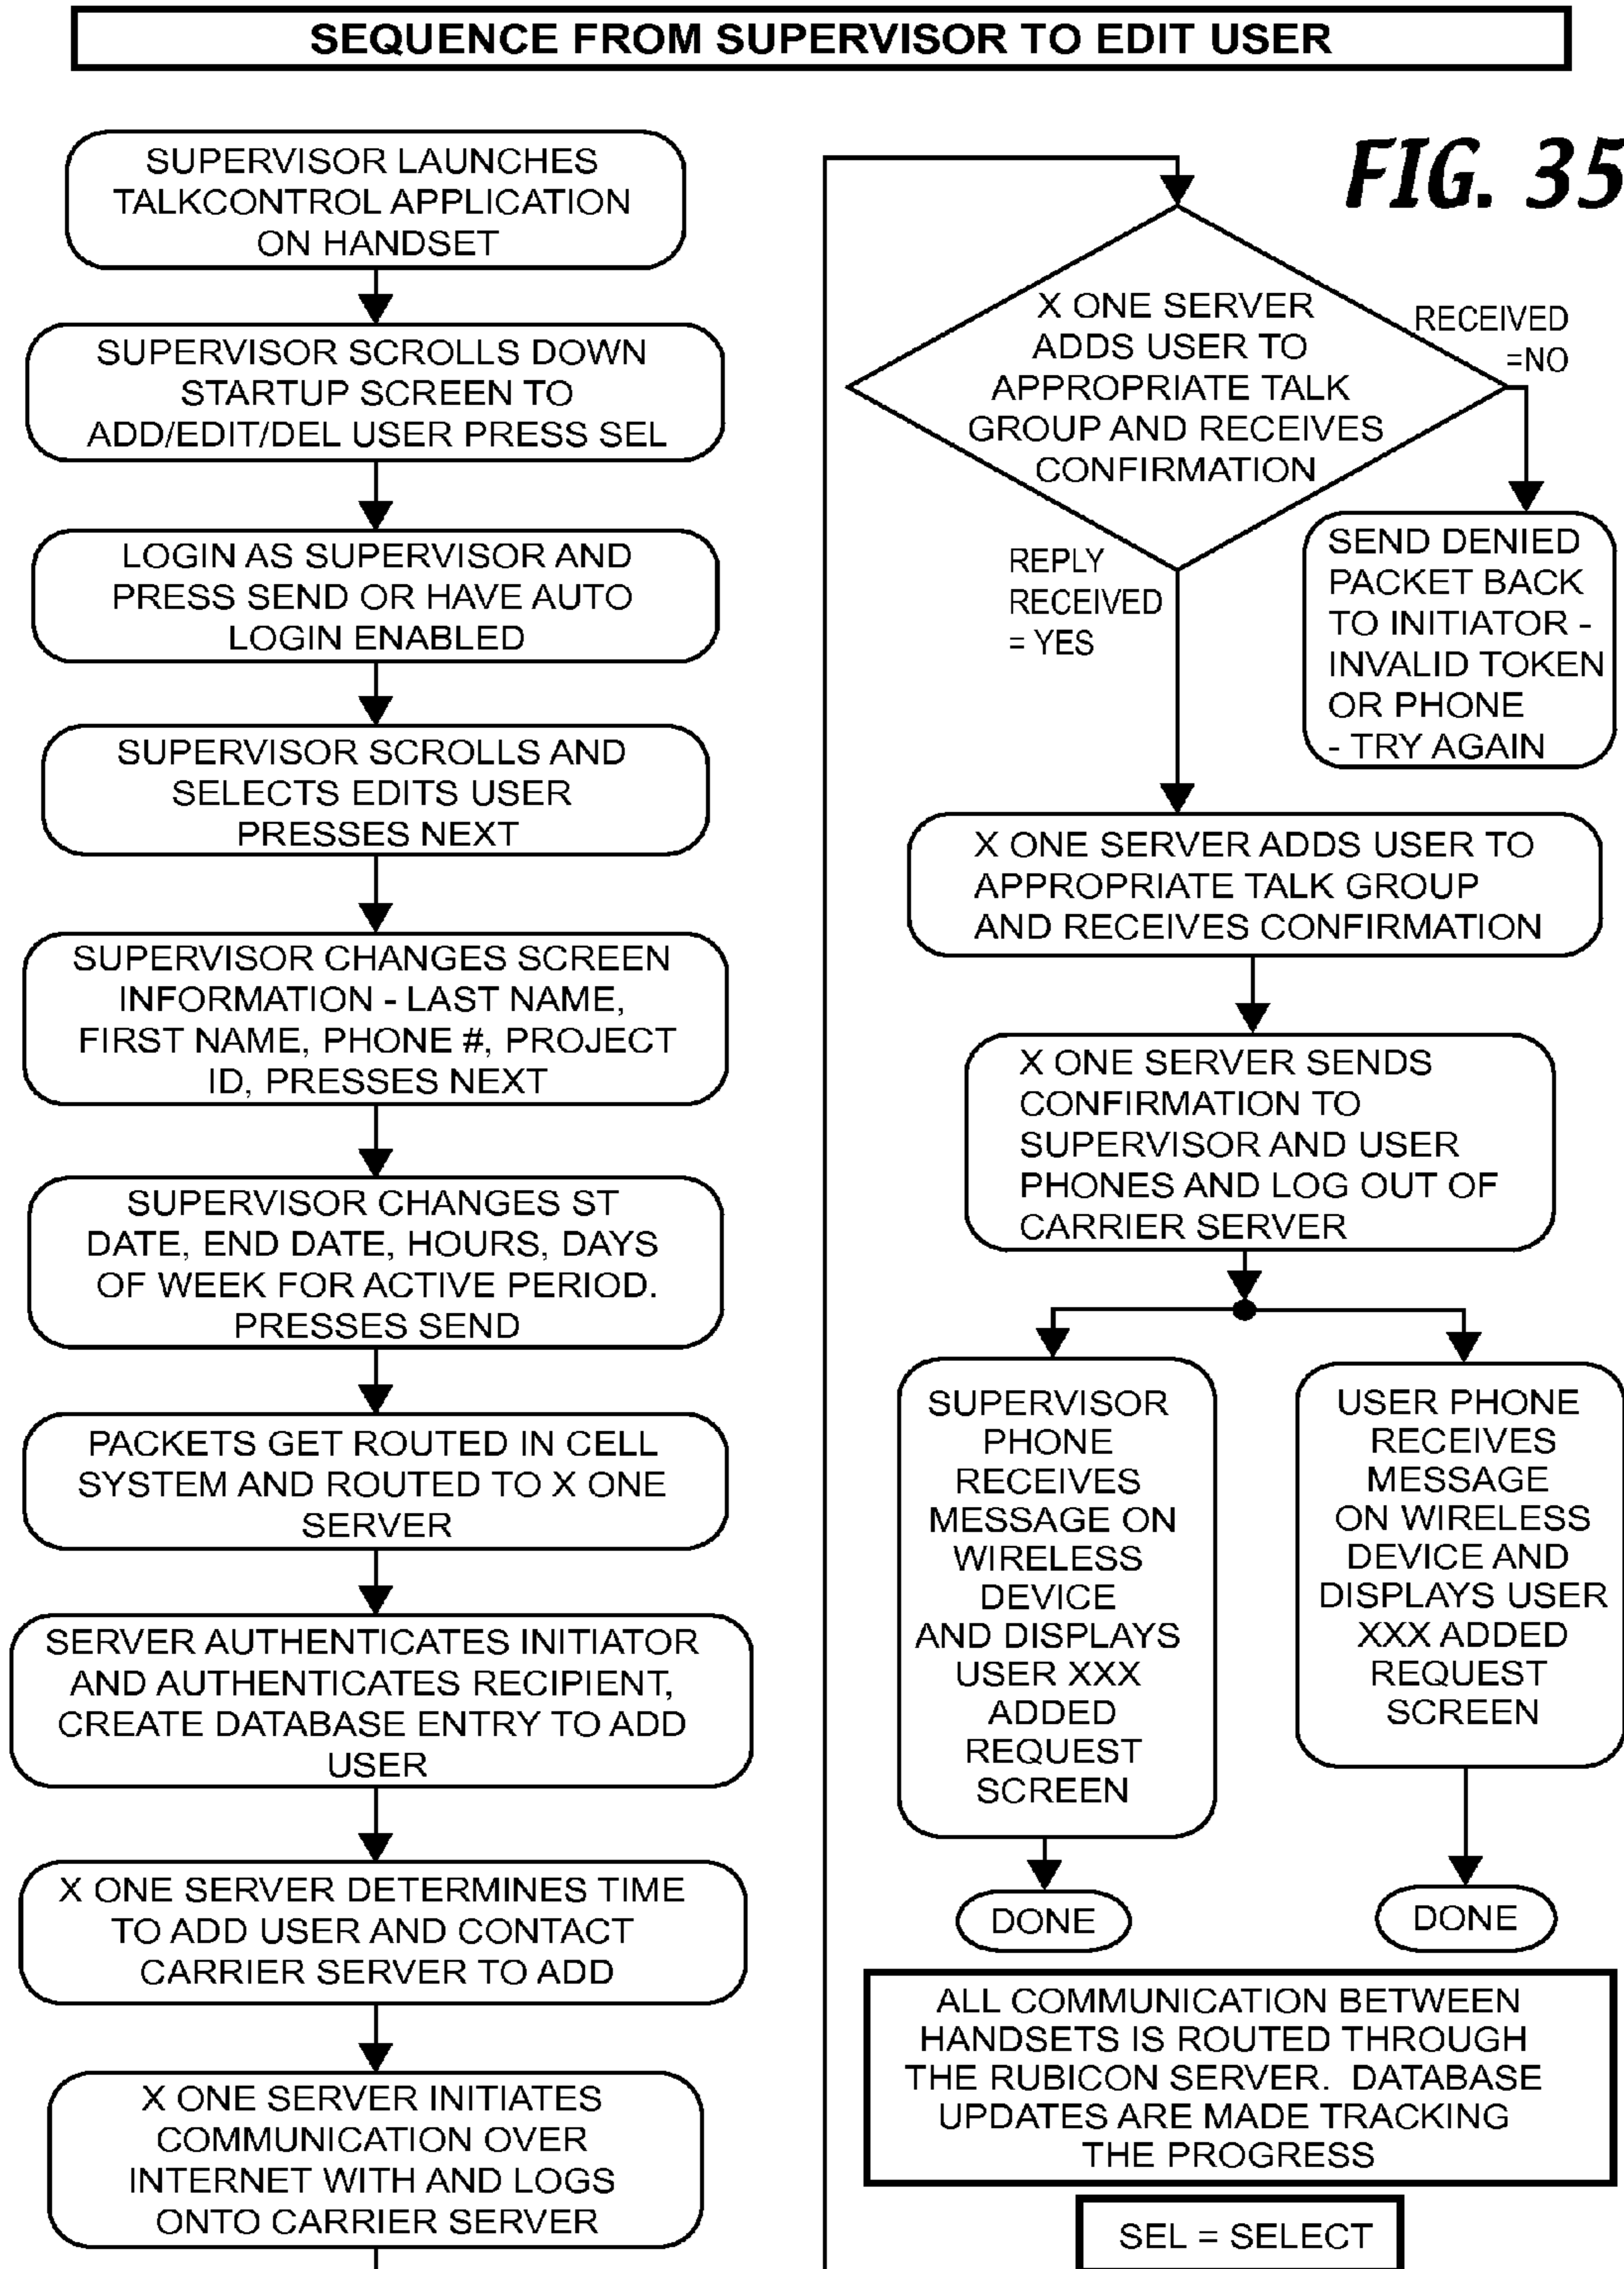 SEQUENCE FROM SUPERVISOR TO EDIT USER
FIG. 35
SUPERVISOR LAUNCHES
TALKCONTROL APPLICATION
ON HANDSET
SUPERVISOR SCROLLS DOWN
STARTUP SCREEN TO
ADD/EDIT/DEL USER PRESS SEL
LOGIN AS SUPERVISOR AND
PRESS SEND OR HAVE AUTO
LOGIN ENABLED
SUPERVISOR SCROLLS AND
SELECTS EDITS USER
PRESSES NEXT
SUPERVISOR CHANGES SCREEN
INFORMATION - LAST NAME,
FIRST NAME, PHONE #, PROJECT
ID, PRESSES NEXT
SUPERVISOR CHANGES ST
DATE, END DATE, HOURS, DAYS
OF WEEK FOR ACTIVE PERIOD.
PRESSES SEND
PACKETS GET ROUTED IN CELL
SYSTEM AND ROUTED TO X ONE
SERVER
SERVER AUTHENTICATES INITIATOR
AND AUTHENTICATES RECIPIENT,
CREATE DATABASE ENTRY TO ADD
USER
X ONE SERVER DETERMINES TIME
TO ADD USER AND CONTACT
CARRIER SERVER TO ADD
X ONE SERVER INITIATES
COMMUNICATION OVER
INTERNET WITH AND LOGS
ONTO CARRIER SERVER
X ONE SERVER
ADDS USER TO
APPROPRIATE TALK
GROUP AND RECEIVES
CONFIRMATION
RECEIVED
=NO
REPLY
RECEIVED
= YES
SEND DENIED
PACKET BACK
TO INITIATOR -
INVALID TOKEN
OR PHONE
- TRY AGAIN
X ONE SERVER ADDS USER TO
APPROPRIATE TALK GROUP
AND RECEIVES CONFIRMATION
X ONE SERVER SENDS
CONFIRMATION TO
SUPERVISOR AND USER
PHONES AND LOG OUT OF
CARRIER SERVER
SUPERVISOR
PHONE
RECEIVES
MESSAGE ON
WIRELESS
DEVICE
AND DISPLAYS
USER XXX
ADDED
REQUEST
SCREEN
USER PHONE
RECEIVES
MESSAGE
ON WIRELESS
DEVICE AND
DISPLAYS USER
XXX ADDED
REQUEST
SCREEN
DONE
DONE
ALL COMMUNICATION BETWEEN
HANDSETS IS ROUTED THROUGH
THE RUBICON SERVER. DATABASE
UPDATES ARE MADE TRACKING
THE PROGRESS
SEL = SELECT